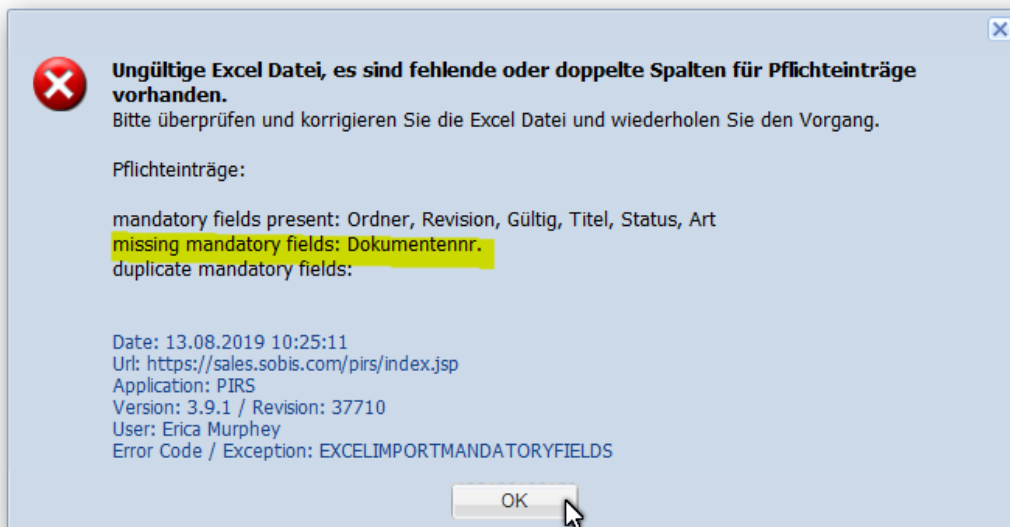 Ungültige Excel Datei, es sind fehlende oder doppelte Spalten für Pflichteinträge
vorhanden.
Bitte überprüfen und korrigieren Sie die Excel Datei und wiederholen Sie den Vorgang.
Pflichteinträge:
mandatory fields present: Ordner, Revision, Gültig, Titel, Status, Art
missing mandatory fields: Dokumentennr.
duplicate mandatory fields:
Date: 13.08.2019 10:25:11
Url: https://sales.sobis.com/pirs/index.jsp
Application: PIRS
Version: 3.9.1 / Revision: 37710
User: Erica Murphey
Error Code / Exception: EXCELIMPORTMANDATORYFIELDS
OK